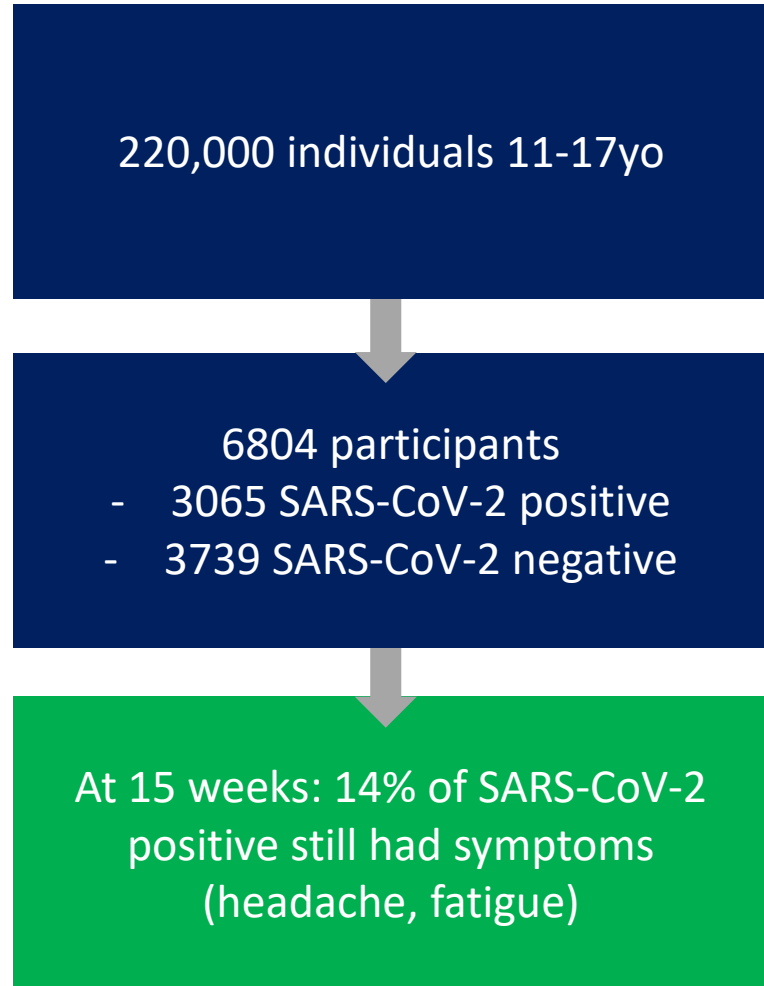 220,000 individuals 11-17yo
6804 participants
- 3065 SARS-CoV-2 positive
- 3739 SARS-CoV-2 negative
At 15 weeks: 14% of SARS-CoV-2
positive still had symptoms
(headache, fatigue)